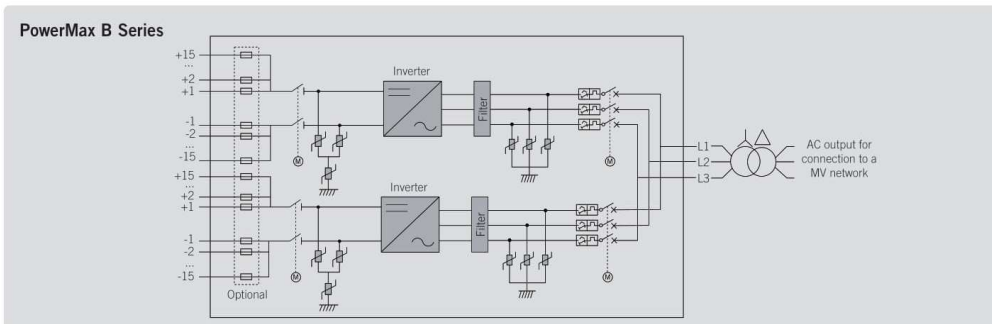 PowerMax B Series
+15
...
+2
+1
-1
-2
...
-15
+15
...
+2
+1
-1
-2
...
-15
Optional
M
Inverter
Filter
M
M
Inverter
Filter
M
L1
L2
L3
AC output for
connection to a
MV network